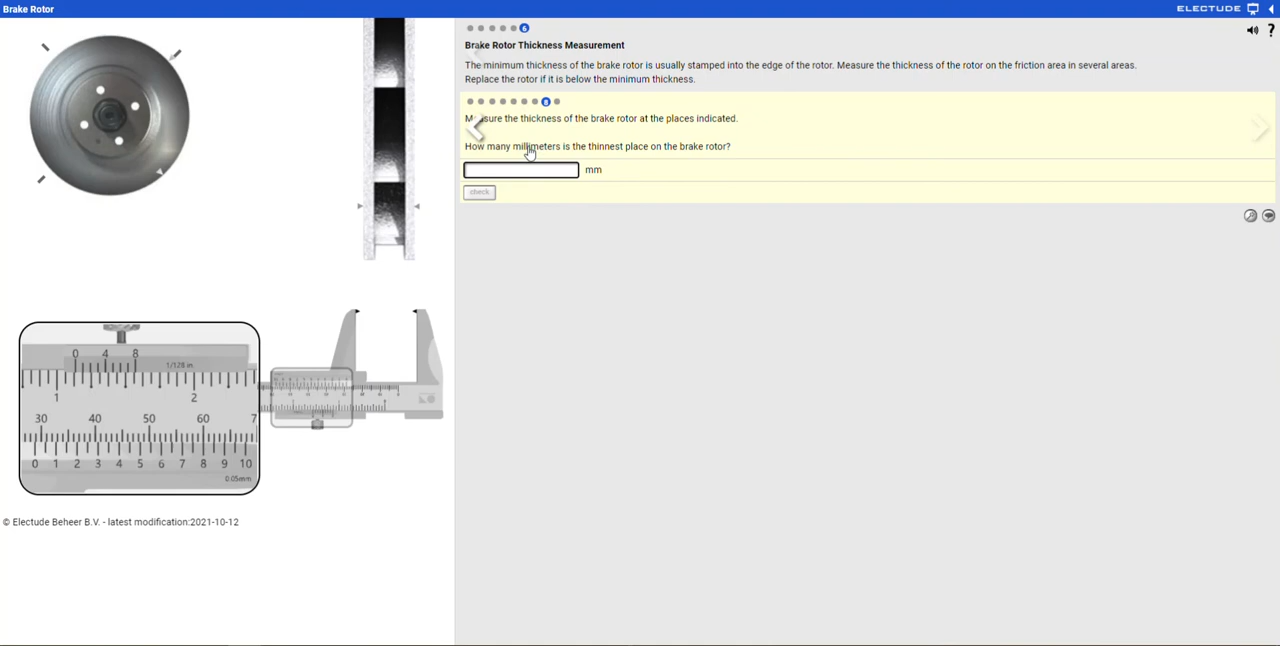 Brake Rotor
ELECTUDE
6
?
Brake Rotor Thickness Measurement
The minimum thickness of the brake rotor is usually stamped into the edge of the rotor. Measure the thickness of the rotor on the friction area in several areas.
Replace the rotor if it is below the minimum thickness.
8
Measure the thickness of the brake rotor at the places indicated.
How many millimeters is the thinnest place on the brake rotor?
mm
check
0 4 8
1/128 in
1 2
30 40 50 60 7
0 1 2 3 4 5 6 7 8 9 10
0.05mm
© Electude Beheer B.V. - latest modification:2021-10-12